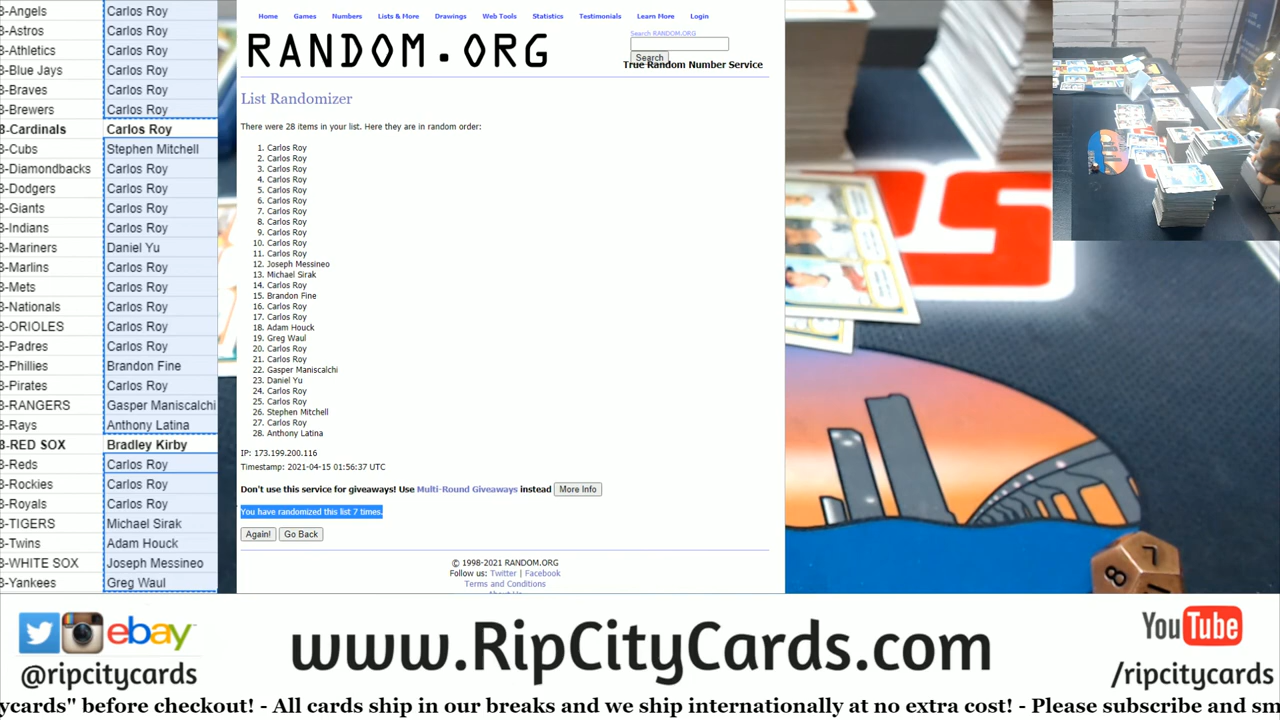 B-Angels Carlos Roy
B-Astros Carlos Roy
B-Athletics Carlos Roy
B-Blue Jays Carlos Roy
B-Braves Carlos Roy
B-Brewers Carlos Roy
B-Cardinals Carlos Roy
B-Cubs Stephen Mitchell
B-Diamondbacks Carlos Roy
B-Dodgers Carlos Roy
B-Giants Carlos Roy
B-Indians Carlos Roy
B-Mariners Daniel Yu
B-Marlins Carlos Roy
B-Mets Carlos Roy
B-Nationals Carlos Roy
B-ORIOLES Carlos Roy
B-Padres Carlos Roy
B-Phillies Brandon Fine
B-Pirates Carlos Roy
B-RANGERS Gasper Maniscalchi
B-Rays Anthony Latina
B-RED SOX Bradley Kirby
B-Reds Carlos Roy
B-Rockies Carlos Roy
B-Royals Carlos Roy
B-TIGERS Michael Sirak
B-Twins Adam Houck
B-WHITE SOX Joseph Messineo
B-Yankees Greg Waul
Home Games Numbers Lists & More Drawings Web Tools Statistics Testimonials Learn More Login
RANDOM.ORG
Search RANDOM.ORG
Search
True Random Number Service
List Randomizer
There were 28 items in your list. Here they are in random order:
1. Carlos Roy
2. Carlos Roy
3. Carlos Roy
4. Carlos Roy
5. Carlos Roy
6. Carlos Roy
7. Carlos Roy
8. Carlos Roy
9. Carlos Roy
10. Carlos Roy
11. Carlos Roy
12. Joseph Messineo
13. Michael Sirak
14. Carlos Roy
15. Brandon Fine
16. Carlos Roy
17. Carlos Roy
18. Adam Houck
19. Greg Waul
20. Carlos Roy
21. Carlos Roy
22. Gasper Maniscalchi
23. Daniel Yu
24. Carlos Roy
25. Carlos Roy
26. Stephen Mitchell
27. Carlos Roy
28. Anthony Latina
IP: 173.199.200.116
Timestamp: 2021-04-15 01:56:37 UTC
Don't use this service for giveaways! Use Multi-Round Giveaways instead More Info
You have randomized this list 7 times.
Again! Go Back
© 1998-2021 RANDOM.ORG
Follow us: Twitter | Facebook
Terms and Conditions
About Us
8 7
ebay
@ripcitycards
www.RipCityCards.com
YouTube
/ripcitycards
ycards" before checkout! - All cards ship in our breaks and we ship internationally at no extra cost! - Please subscribe and sm